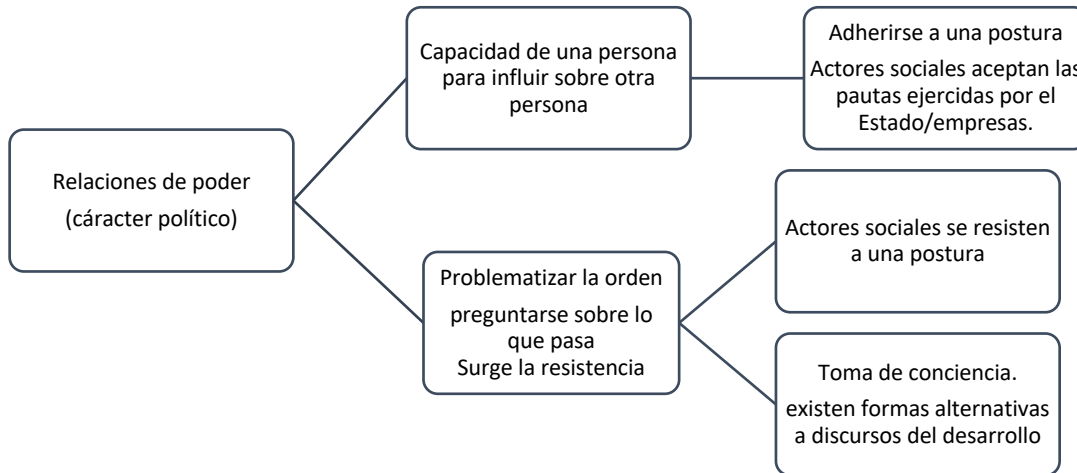 Relaciones de poder
(cáracter político)
Capacidad de una persona
para influir sobre otra
persona
Adherirse a una postura
Actores sociales aceptan las
pautas ejercidas por el
Estado/empresas.
Problematizar la orden
preguntarse sobre lo
que pasa
Surge la resistencia
Actores sociales se resisten
a una postura
Toma de conciencia.
existen formas alternativas
a discursos del desarrollo